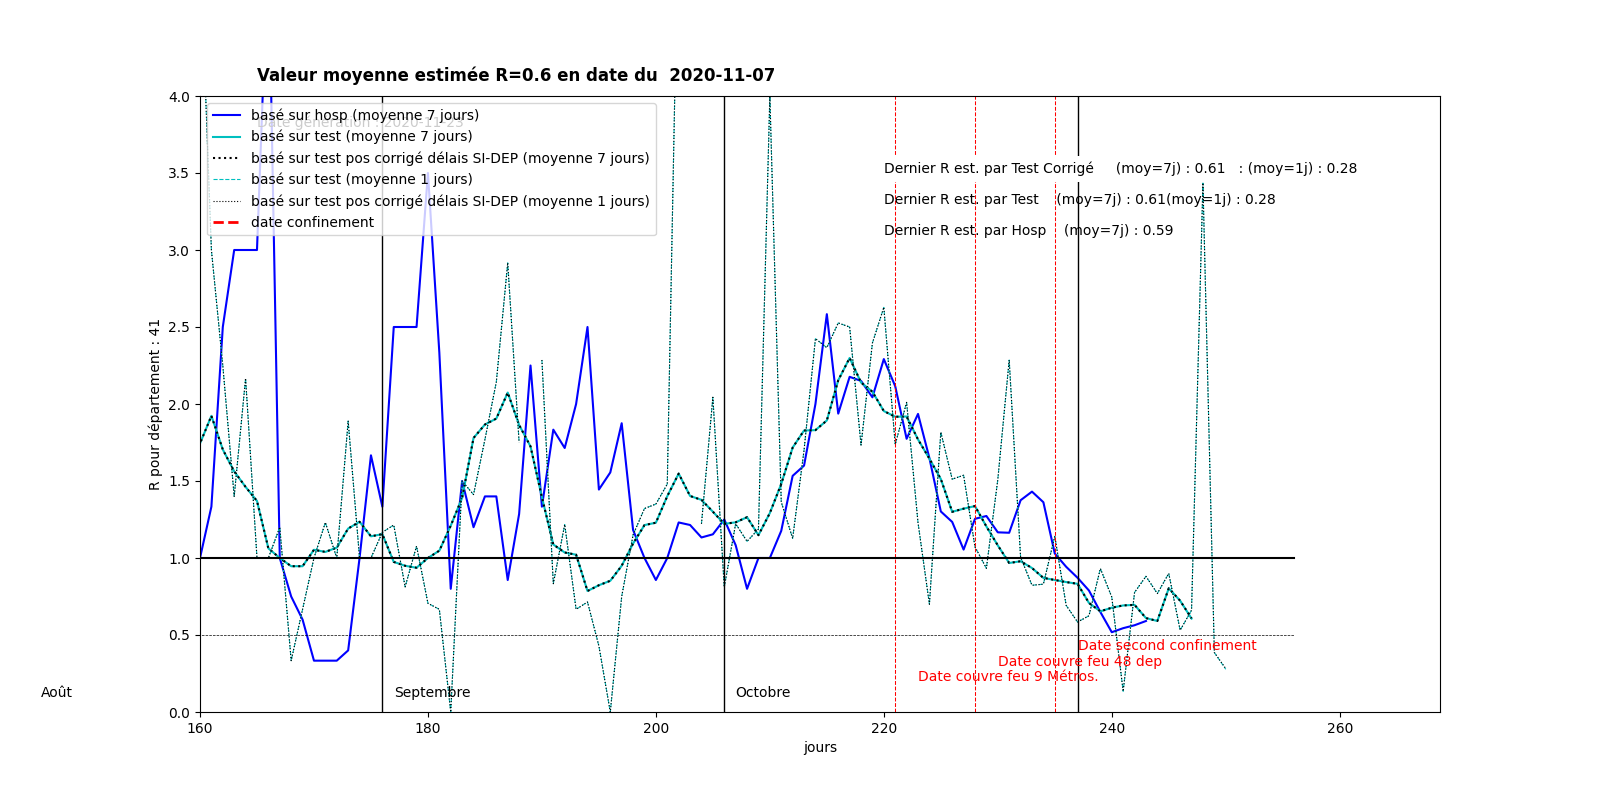 Valeur moyenne estimée R=0.6 en date du  2020-11-07
Date génération : 2020-11-23
basé sur hosp (moyenne 7 jours)
basé sur test (moyenne 7 jours)
basé sur test pos corrigé délais SI-DEP (moyenne 7 jours)
basé sur test (moyenne 1 jours)
basé sur test pos corrigé délais SI-DEP (moyenne 1 jours)
date confinement
Dernier R est. par Test Corrigé (moy=7j) : 0.61 : (moy=1j) : 0.28
Dernier R est. par Test (moy=7j) : 0.61(moy=1j) : 0.28
Dernier R est. par Hosp (moy=7j) : 0.59
4.0
3.5
3.0
2.5
2.0
1.5
1.0
0.5
0.0
R pour département : 41
Date second confinement
Date couvre feu 48 dep
Date couvre feu 9 Métros.
Août
Septembre
Octobre
160 180 200 220 240 260
jours